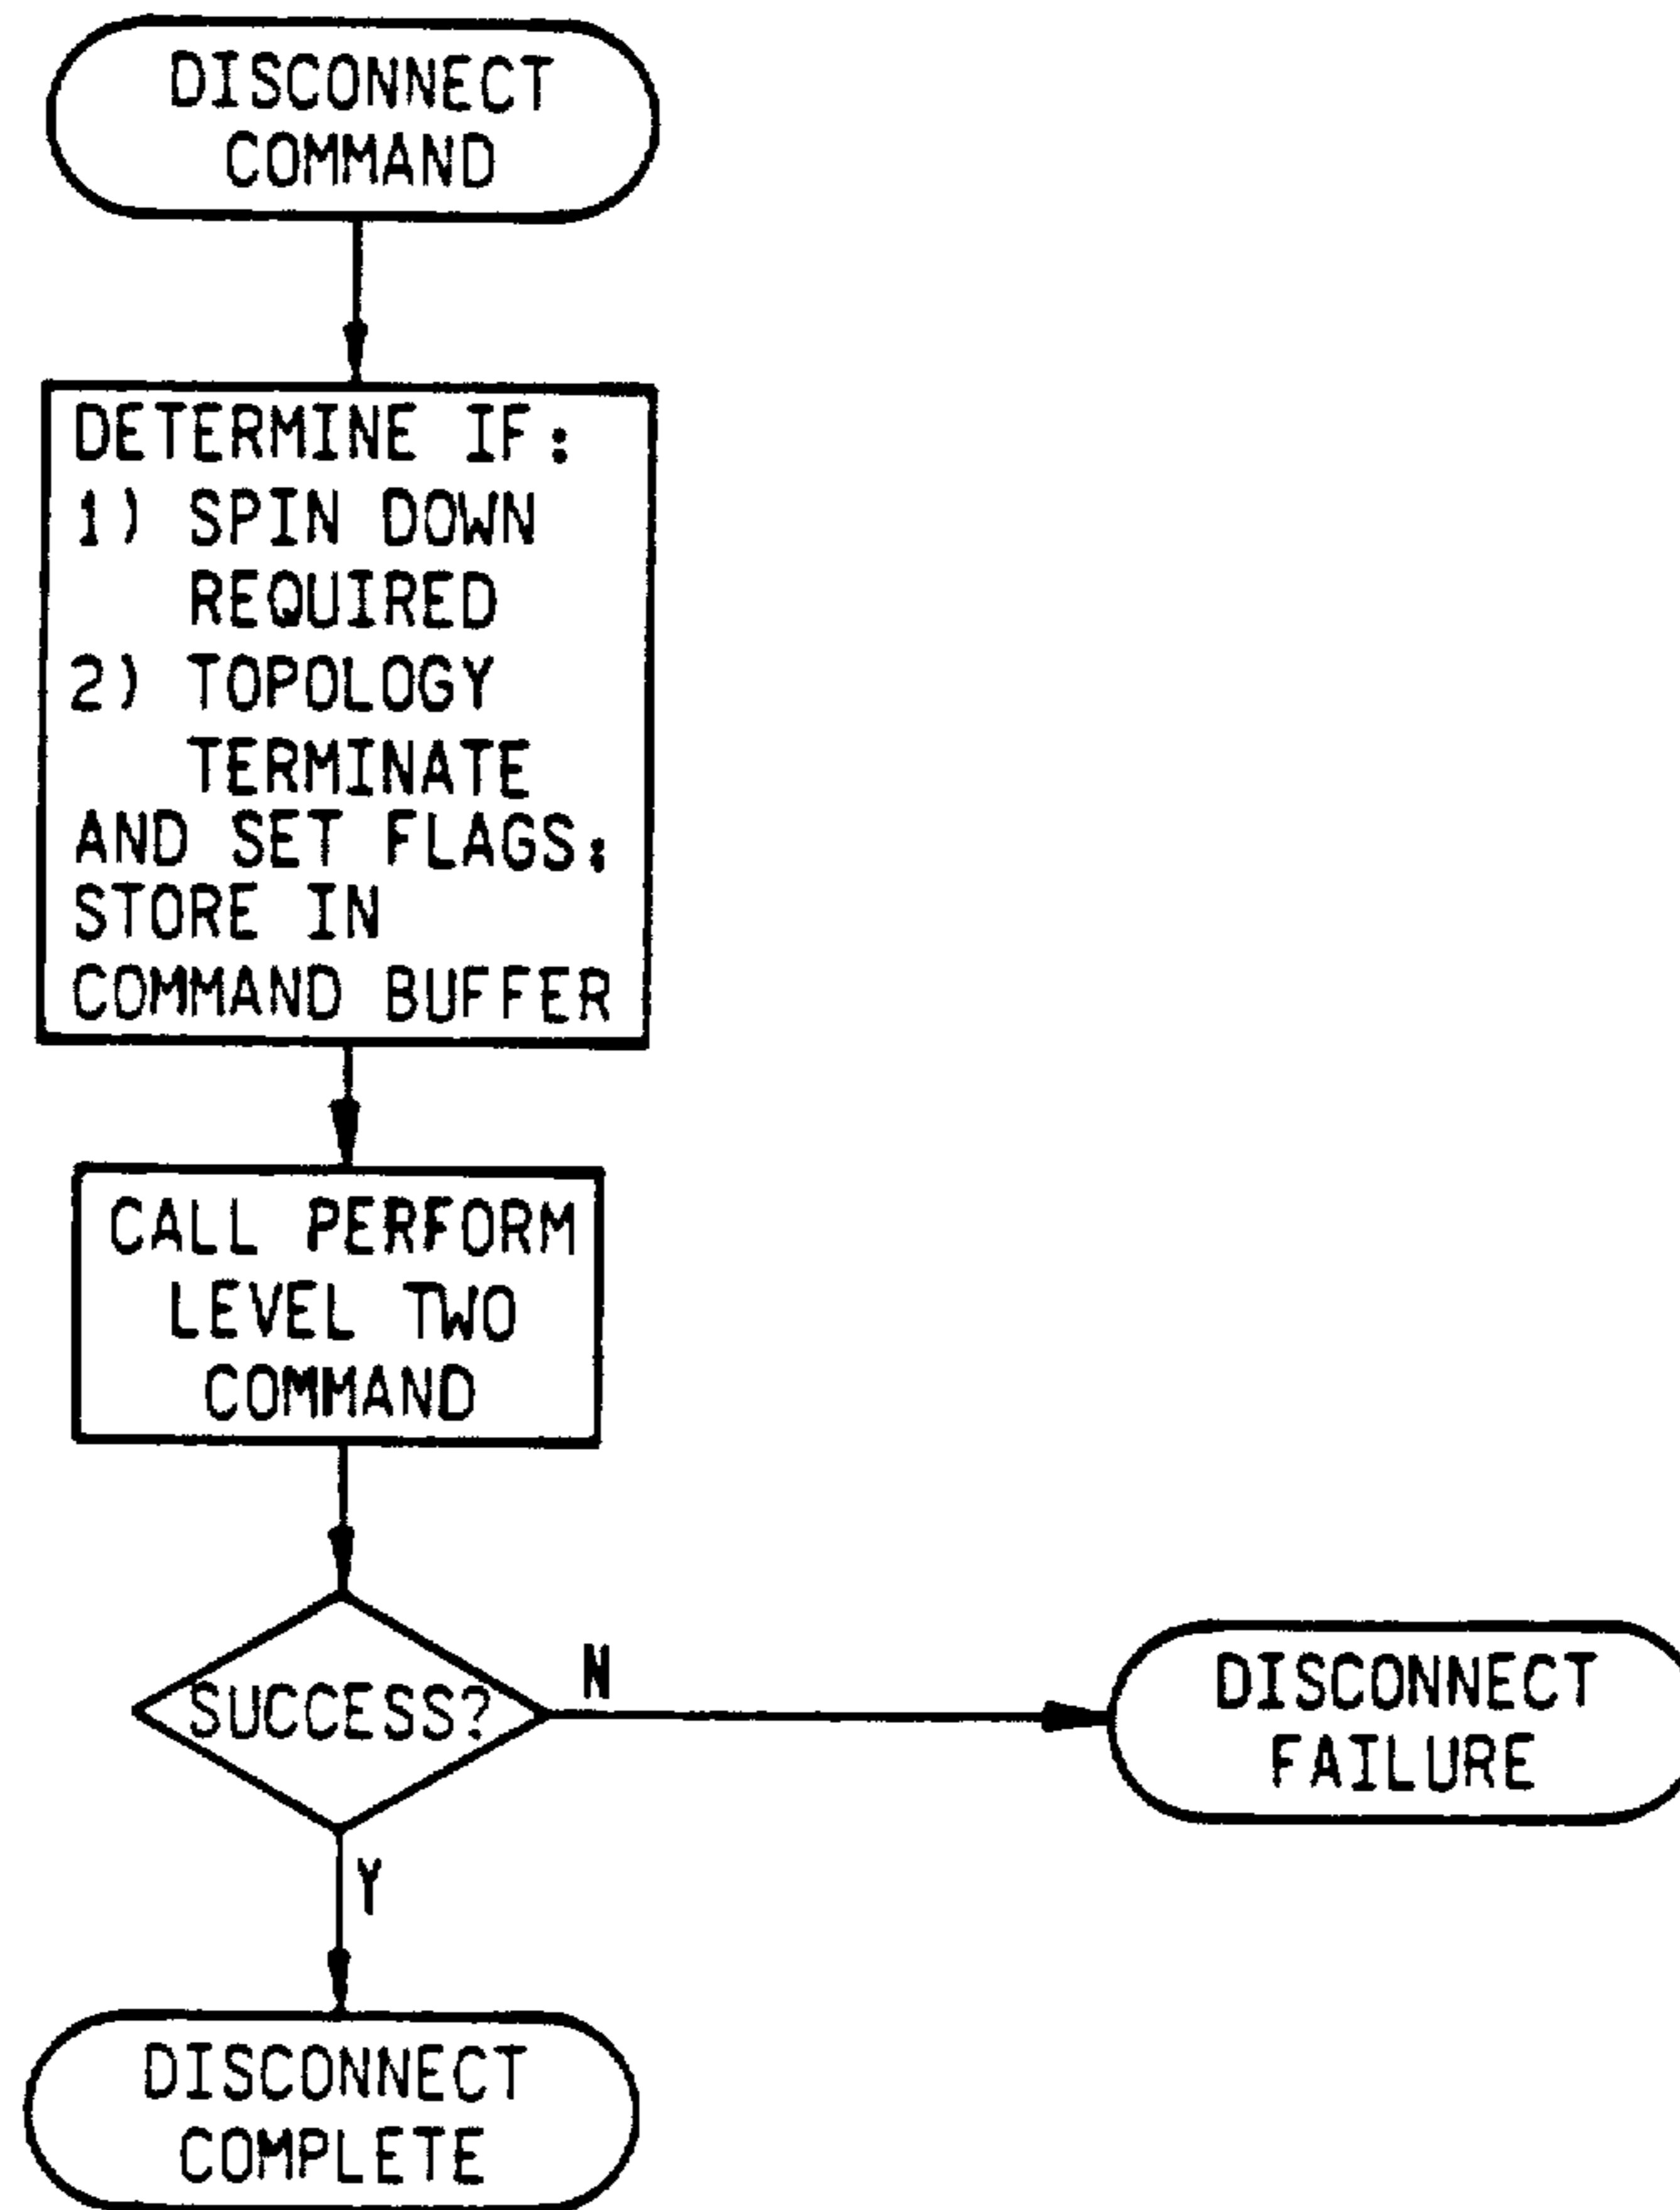 DISCONNECT
COMMAND
DETERMINE IF:
1) SPIN DOWN
REQUIRED
2) TOPOLOGY
TERMINATE
AND SET FLAGS:
STORE IN
COMMAND BUFFER
CALL PERFORM
LEVEL TWO
COMMAND
SUCCESS?
N
DISCONNECT
FAILURE
Y
DISCONNECT
COMPLETE